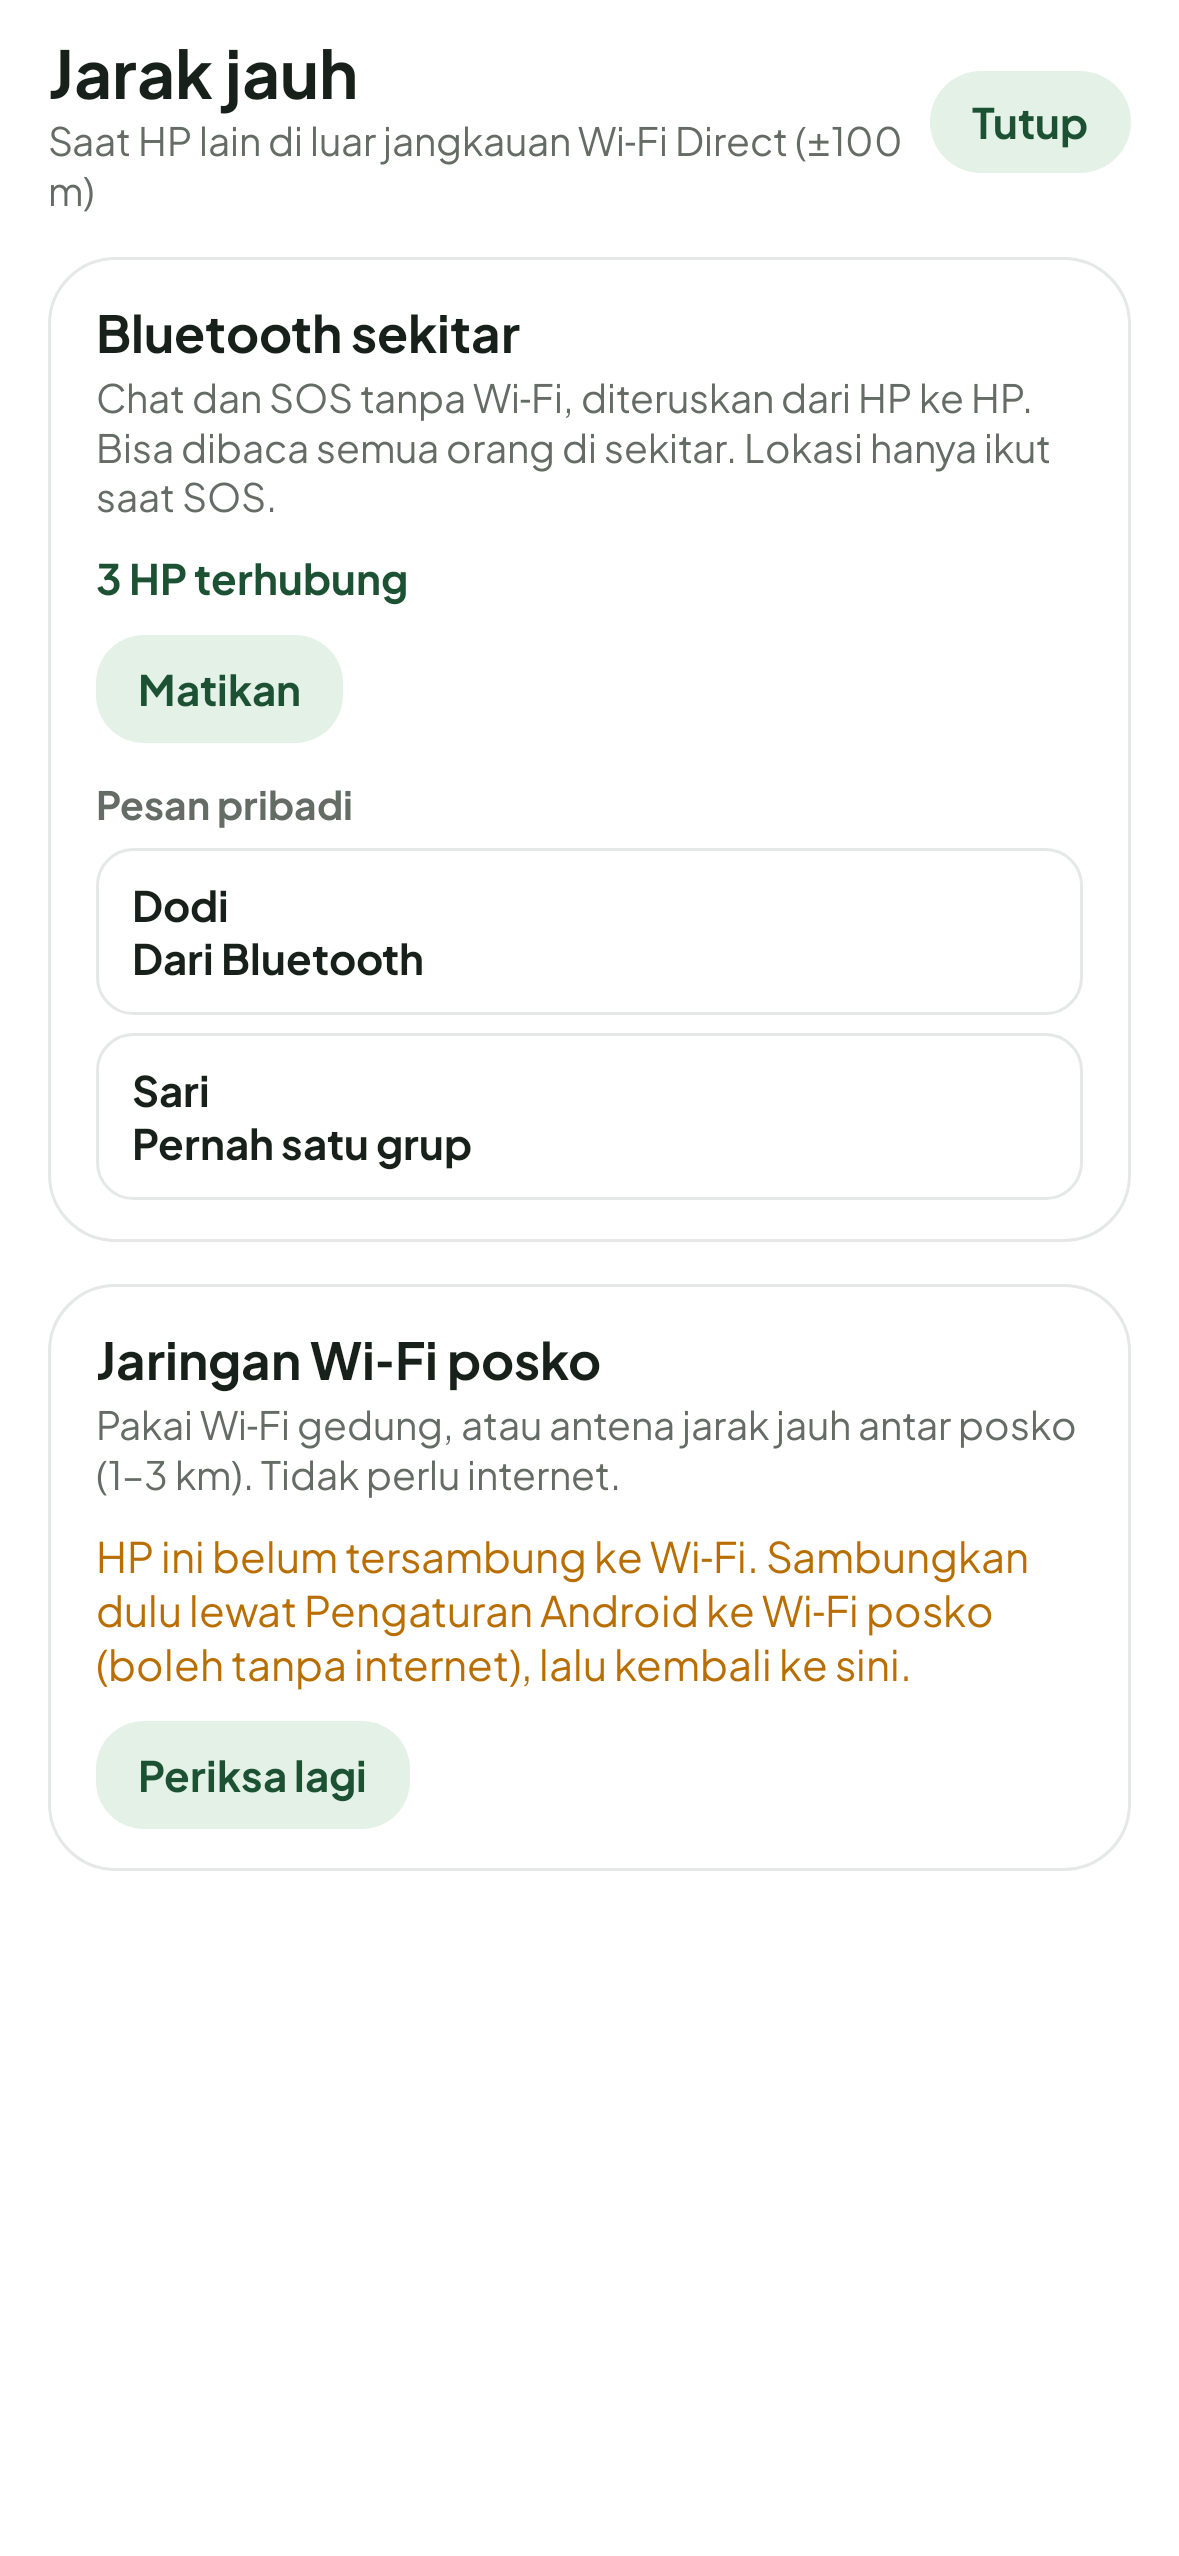 Jarak jauh
Saat HP lain di luar jangkauan Wi-Fi Direct (±100
m)
Tutup
Bluetooth sekitar
Chat dan SOS tanpa Wi-Fi, diteruskan dari HP ke HP.
Bisa dibaca semua orang di sekitar. Lokasi hanya ikut
saat SOS.
3 HP terhubung
Matikan
Pesan pribadi
Dodi
Dari Bluetooth
Sari
Pernah satu grup
Jaringan Wi-Fi posko
Pakai Wi-Fi gedung, atau antena jarak jauh antar posko
(1–3 km). Tidak perlu internet.
HP ini belum tersambung ke Wi-Fi. Sambungkan
dulu lewat Pengaturan Android ke Wi-Fi posko
(boleh tanpa internet), lalu kembali ke sini.
Periksa lagi